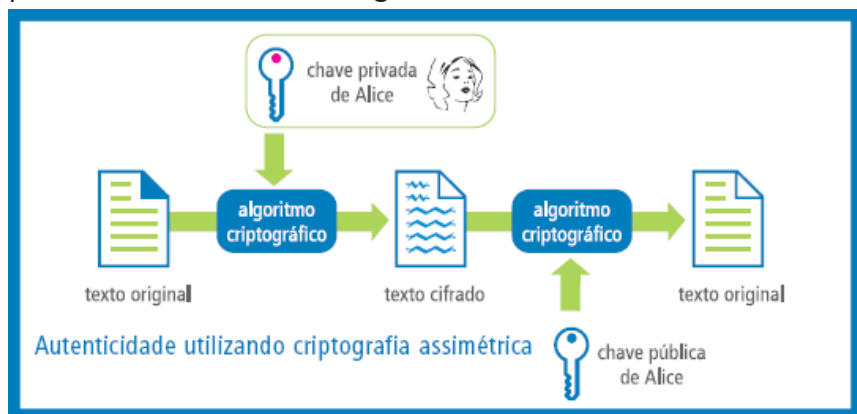 chave privada
de Alice
algoritmo
criptográfico
algoritmo
criptográfico
texto original
texto cifrado
texto original
Autenticidade utilizando criptografia assimétrica
chave pública
de Alice